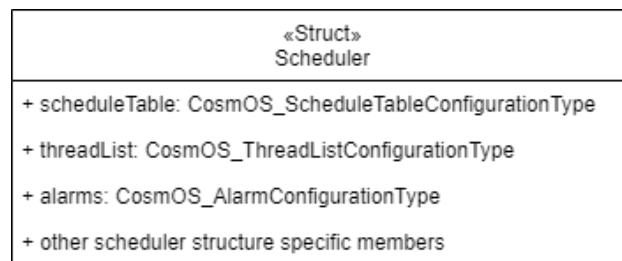 «Struct»
Scheduler
+ scheduleTable: CosmOS_ScheduleTableConfigurationType
+ threadList: CosmOS_ThreadListConfigurationType
+ alarms: CosmOS_AlarmConfigurationType
+ other scheduler structure specific members